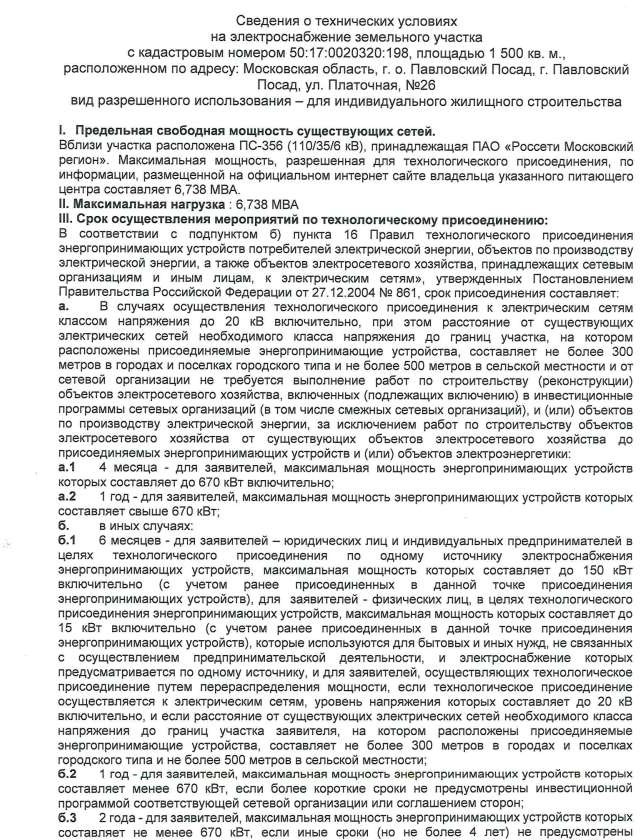 Сведения о технических условиях
на электроснабжение земельного участка
с кадастровым номером 50:17:0020320:198, площадью 1 500 кв. м.,
расположенном по адресу: Московская область, г. о. Павловский Посад, г. Павловский
Посад, ул. Платочная, №26
вид разрешенного использования – для индивидуального жилищного строительства
I. Предельная свободная мощность существующих сетей.
Вблизи участка расположена ПС-356 (110/35/6 кВ), принадлежащая ПАО «Россети Московский
регион». Максимальная мощность, разрешенная для технологического присоединения, по
информации, размещенной на официальном интернет сайте владельца указанного питающего
центра составляет 6,738 МВА.
II. Максимальная нагрузка : 6,738 МВА
III. Срок осуществления мероприятий по технологическому присоединению:
В соответствии с подпунктом б) пункта 16 Правил технологического присоединения
энергопринимающих устройств потребителей электрической энергии, объектов по производству
электрической энергии, а также объектов электросетевого хозяйства, принадлежащих сетевым
организациям и иным лицам, к электрическим сетям», утвержденных Постановлением
Правительства Российской Федерации от 27.12.2004 № 861, срок присоединения составляет:
а. В случаях осуществления технологического присоединения к электрическим сетям
классом напряжения до 20 кВ включительно, при этом расстояние от существующих
электрических сетей необходимого класса напряжения до границ участка, на котором
расположены присоединяемые энергопринимающие устройства, составляет не более 300
метров в городах и поселках городского типа и не более 500 метров в сельской местности и от
сетевой организации не требуется выполнение работ по строительству (реконструкции)
объектов электросетевого хозяйства, включенных (подлежащих включению) в инвестиционные
программы сетевых организаций (в том числе смежных сетевых организаций), и (или) объектов
по производству электрической энергии, за исключением работ по строительству объектов
электросетевого хозяйства от существующих объектов электросетевого хозяйства до
присоединяемых энергопринимающих устройств и (или) объектов электроэнергетики:
а.1 4 месяца - для заявителей, максимальная мощность энергопринимающих устройств
которых составляет до 670 кВт включительно;
а.2 1 год - для заявителей, максимальная мощность энергопринимающих устройств которых
составляет свыше 670 кВт;
б. в иных случаях:
б.1 6 месяцев - для заявителей – юридических лиц и индивидуальных предпринимателей в
целях технологического присоединения по одному источнику электроснабжения
энергопринимающих устройств, максимальная мощность которых составляет до 150 кВт
включительно (с учетом ранее присоединенных в данной точке присоединения
энергопринимающих устройств), для заявителей - физических лиц, в целях технологического
присоединения энергопринимающих устройств, максимальная мощность которых составляет до
15 кВт включительно (с учетом ранее присоединенных в данной точке присоединения
энергопринимающих устройств), которые используются для бытовых и иных нужд, не связанных
с осуществлением предпринимательской деятельности, и электроснабжение которых
предусматривается по одному источнику, и для заявителей, осуществляющих технологическое
присоединение путем перераспределения мощности, если технологическое присоединение
осуществляется к электрическим сетям, уровень напряжения которых составляет до 20 кВ
включительно, и если расстояние от существующих электрических сетей необходимого класса
напряжения до границ участка заявителя, на котором расположены присоединяемые
энергопринимающие устройства, составляет не более 300 метров в городах и поселках
городского типа и не более 500 метров в сельской местности;
б.2 1 год - для заявителей, максимальная мощность энергопринимающих устройств которых
составляет менее 670 кВт, если более короткие сроки не предусмотрены инвестиционной
программой соответствующей сетевой организации или соглашением сторон;
б.3 2 года - для заявителей, максимальная мощность энергопринимающих устройств которых
составляет не менее 670 кВт, если иные сроки (но не более 4 лет) не предусмотрены